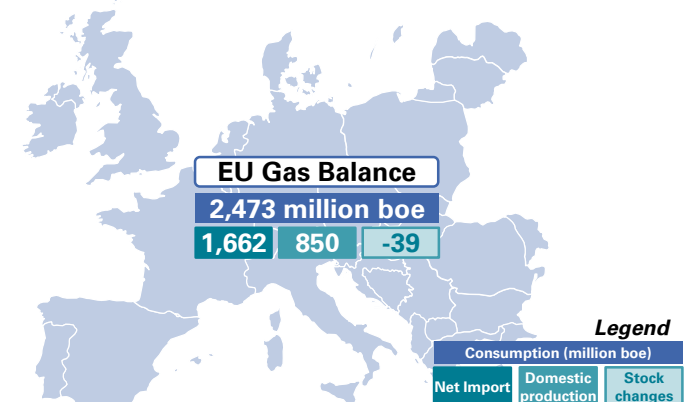 EU Gas Balance
2,473 million boe
1,662 850 -39
Legend
Consumption (million boe)
Net Import Domestic production Stock changes